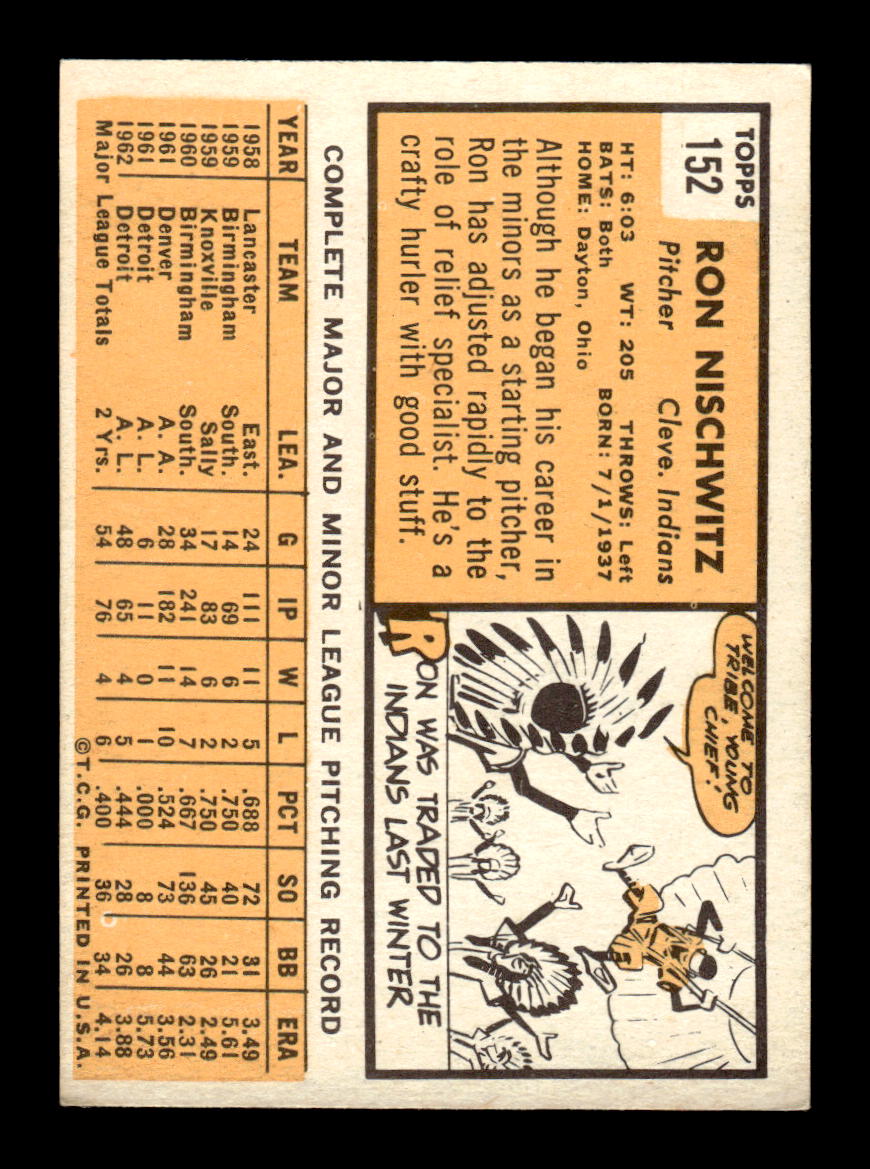 TOPPS
152
RON NISCHWITZ
Pitcher Cleve. Indians
HT: 6:03 WT: 205 THROWS: Left
BATS: Both BORN: 7/1/1937
HOME: Dayton, Ohio
Although he began his career in
the minors as a starting pitcher,
Ron has adjusted rapidly to the
role of relief specialist. He's a
crafty hurler with good stuff.
WELCOME TO
TRIBE, YOUNG
CHIEF!
RON WAS TRADED TO THE
INDIANS LAST WINTER
COMPLETE MAJOR AND MINOR LEAGUE PITCHING RECORD
YEAR TEAM LEA. G IP W L PCT SO BB ERA
1958 Lancaster East. 24 111 11 5 .688 72 31 3.49
1959 Birmingham South. 14 69 6 2 .750 40 21 5.61
1959 Knoxville Sally 17 83 6 2 .750 45 26 2.49
1960 Birmingham South. 34 241 14 7 .667 136 63 2.31
1961 Denver A. A. 28 182 11 10 .524 73 44 3.56
1961 Detroit A. L. 6 11 0 1 .000 8 8 5.73
1962 Detroit A. L. 48 65 4 5 .444 28 26 3.88
Major League Totals 2 Yrs. 54 76 4 6 .400 36 34 4.14
©T.C.G. PRINTED IN U.S.A.